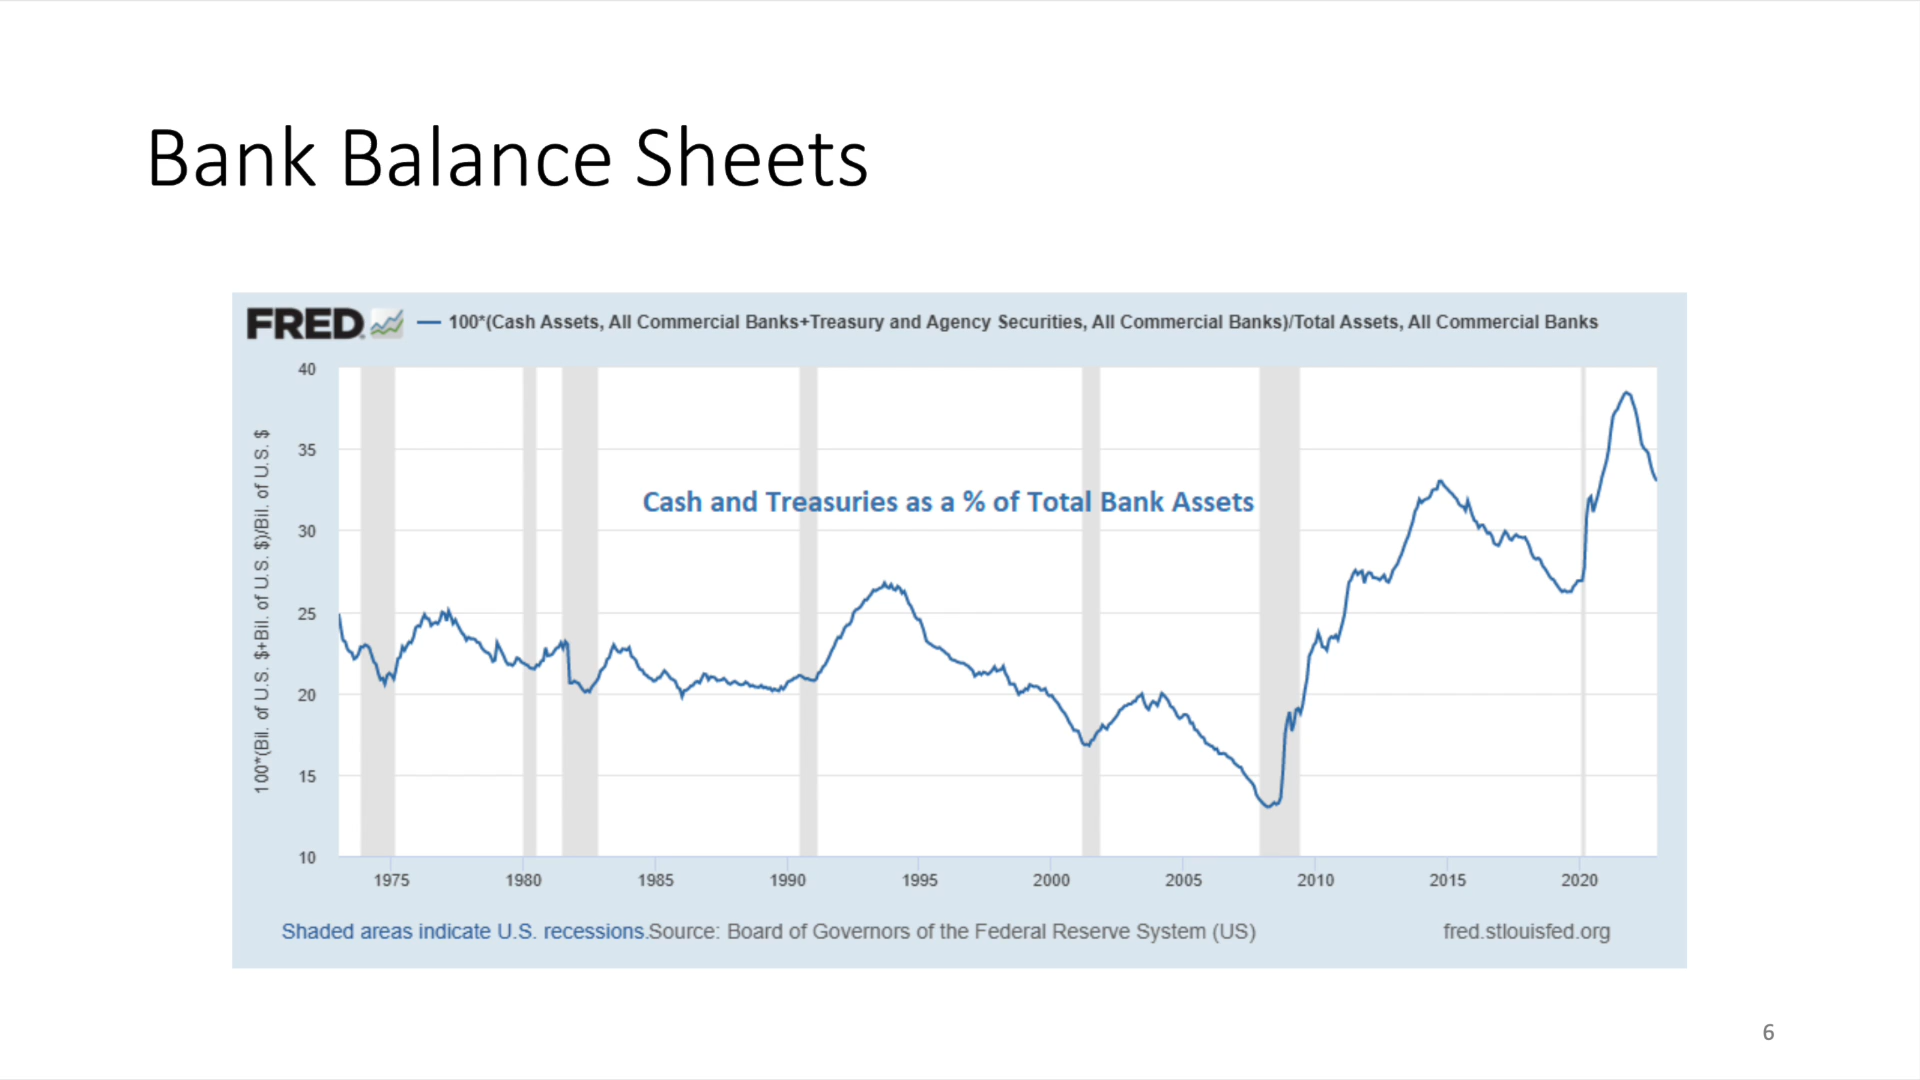 Bank Balance Sheets
FRED
100*(Cash Assets, All Commercial Banks+Treasury and Agency Securities, All Commercial Banks)/Total Assets, All Commercial Banks
100*(Bil. of U.S. $+Bil. of U.S. $)/Bil. of U.S. $
40
35
30
25
20
15
10
Cash and Treasuries as a % of Total Bank Assets
1975 1980 1985 1990 1995 2000 2005 2010 2015 2020
Shaded areas indicate U.S. recessions.Source: Board of Governors of the Federal Reserve System (US) fred.stlouisfed.org
6